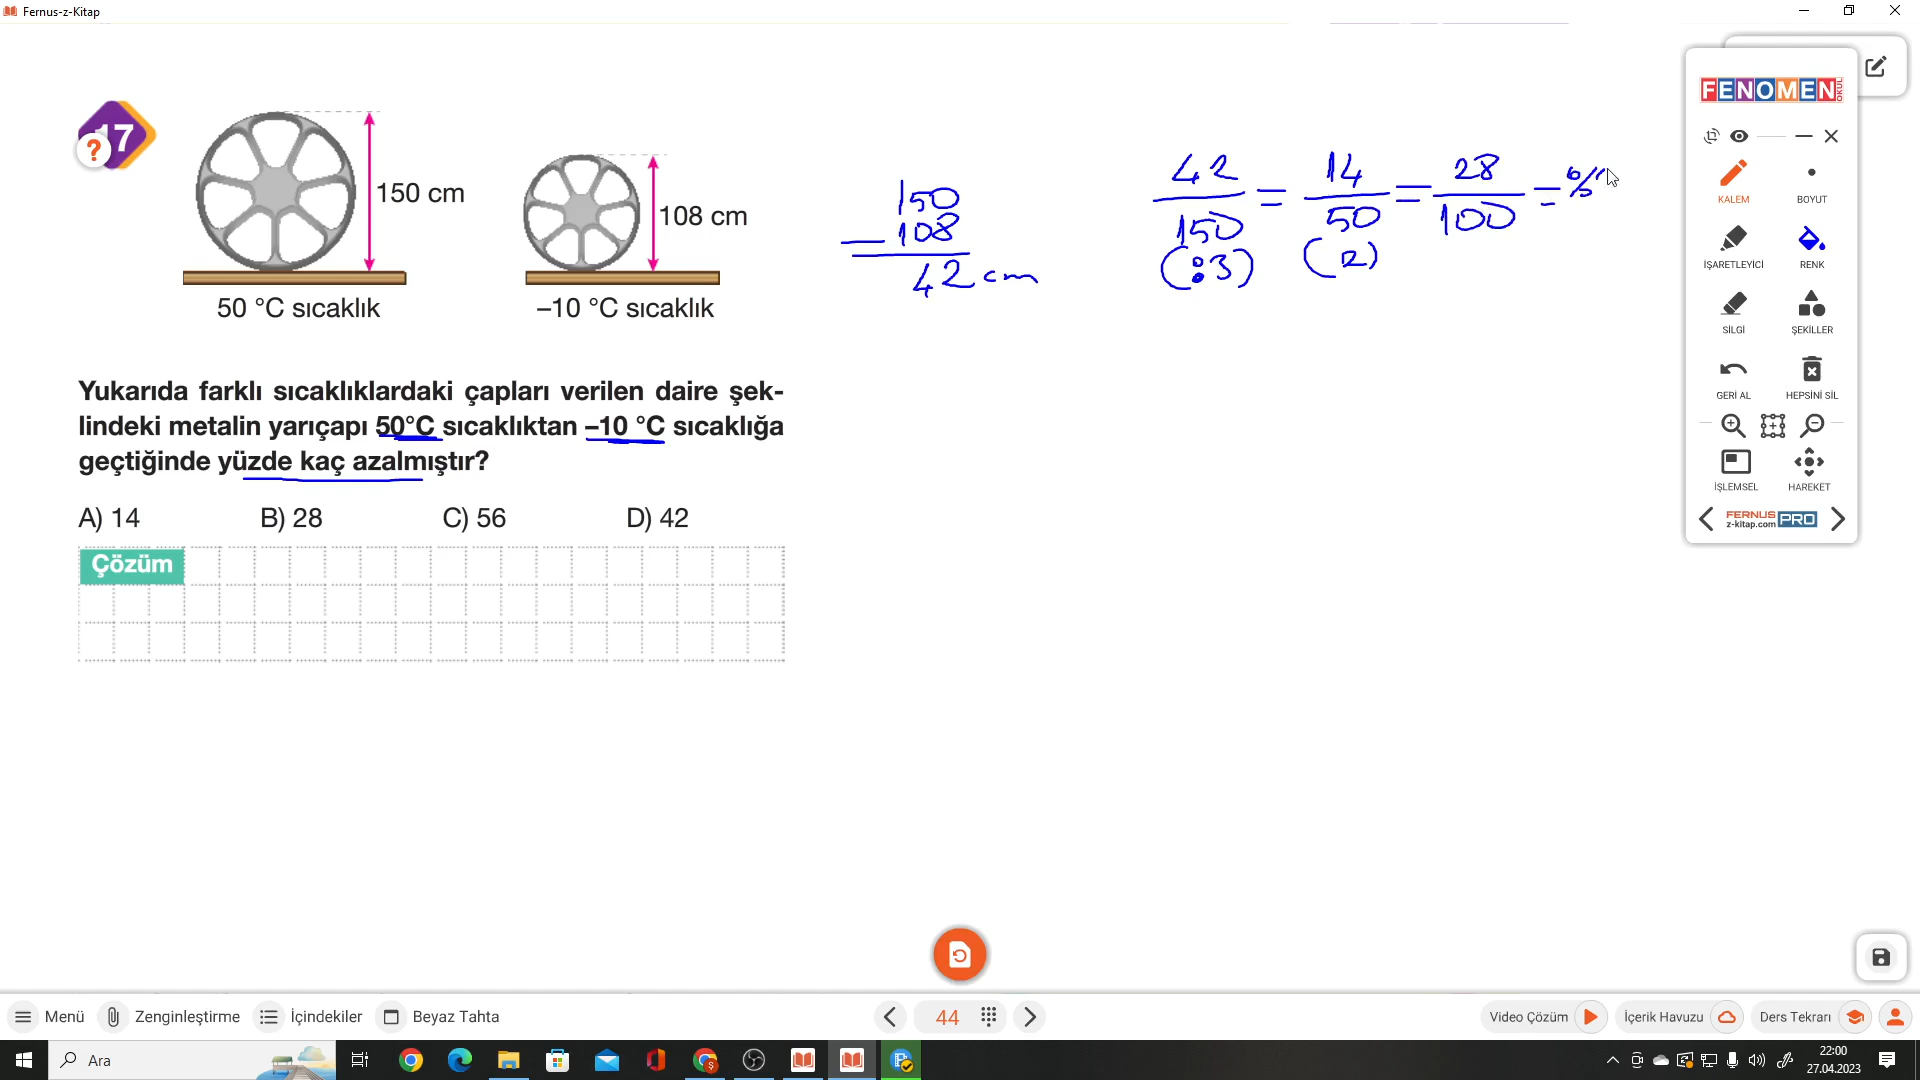 Fernus-z-Kitap
FENOMEN OKUL
17
?
150 cm
108 cm
50 °C sıcaklık
–10 °C sıcaklık
150
– 108
42 cm
42/150 = 14/50 = 28/100 = %
(:3) (2)
Yukarıda farklı sıcaklıklardaki çapları verilen daire şek-
lindeki metalin yarıçapı 50°C sıcaklıktan –10 °C sıcaklığa
geçtiğinde yüzde kaç azalmıştır?
A) 14 B) 28 C) 56 D) 42
Çözüm
KALEM BOYUT
İŞARETLEYİCİ RENK
SİLGİ ŞEKİLLER
GERİ AL HEPSİNİ SİL
İŞLEMSEL HAREKET
FERNUS
z-kitap.com PRO
Menü Zenginleştirme İçindekiler Beyaz Tahta 44 Video Çözüm İçerik Havuzu Ders Tekrarı
Ara
22:00
27.04.2023